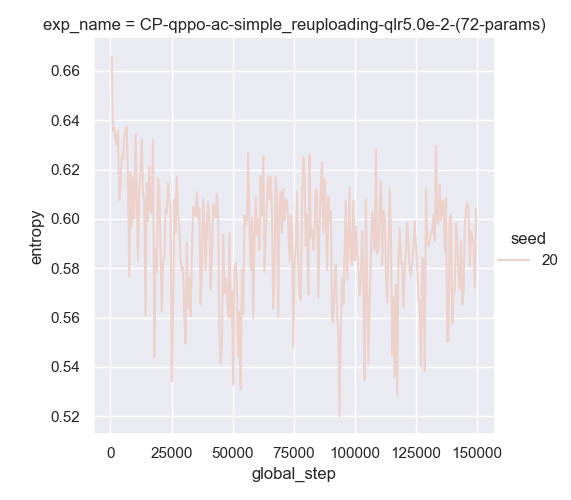 exp_name = CP-qppo-ac-simple_reuploading-qlr5.0e-2-(72-params)
0.66
0.64
0.62
0.60
0.58
0.56
0.54
0.52
entropy
seed
20
0 25000 50000 75000 100000 125000 150000
global_step